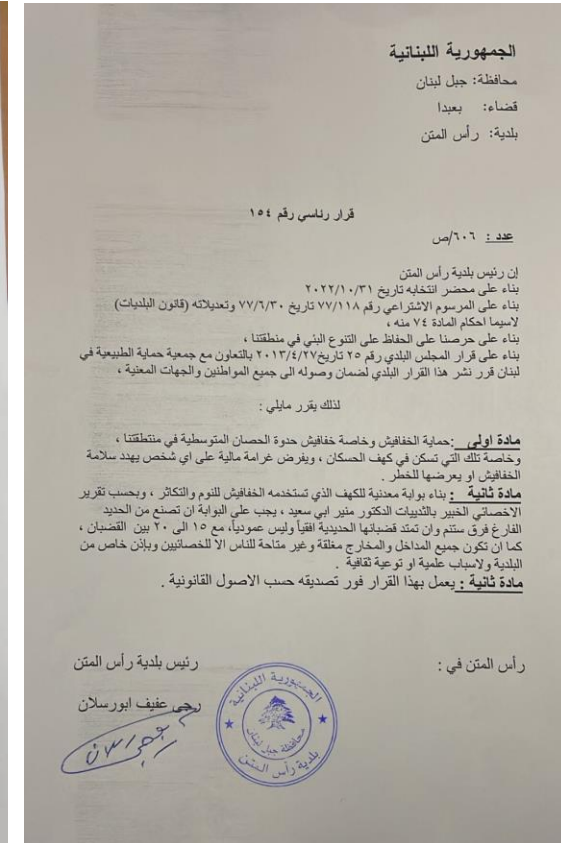 الجمهورية اللبنانية
محافظة: جبل لبنان
قضاء: بعبدا
بلدية: رأس المتن
قرار رئاسي رقم ١٥٤
عدد : ٦٠٦/ص
إن رئيس بلدية رأس المتن
بناء على محضر انتخابه تاريخ ٢٠٢٢/١٠/٣١
بناء على المرسوم الاشتراعي رقم ٧٧/١١٨ تاريخ ٧٧/٦/٣٠ وتعديلاته (قانون البلديات)
لاسيما احكام المادة ٧٤ منه ،
بناء على حرصنا على الحفاظ على التنوع البئي في منطقتنا ،
بناء على قرار المجلس البلدي رقم ٢٥ تاريخ٢٠١٣/٤/٢٧ بالتعاون مع جمعية حماية الطبيعية في
لبنان قرر نشر هذا القرار البلدي لضمان وصوله الى جميع المواطنين والجهات المعنية ،
لذلك يقرر مايلي :
مادة اولى :حماية الخفافيش وخاصة خفافيش حدوة الحصان المتوسطية في منتطقتنا ،
وخاصة تلك التي تسكن في كهف الحسكان ، ويفرض غرامة مالية على اي شخص يهدد سلامة
الخفافيش او يعرضها للخطر .
مادة ثانية : بناء بوابة معدنية للكهف الذي تستخدمه الخفافيش للنوم والتكاثر ، وبحسب تقرير
الاخصائي الخبير بالثدييات الدكتور منير ابي سعيد ، يجب على البوابة ان تصنع من الحديد
الفارغ فرق ستتم وان تمتد قضبانها الحديدية افقياً وليس عمودياً، مع ١٥ الى ٢٠ بين القضبان ،
كما ان تكون جميع المداخل والمخارج مغلقة وغير متاحة للناس الا للخصائيين وبإذن خاص من
البلدية ولاسباب علمية او توعية ثقافية .
مادة ثانية : يعمل بهذا القرار فور تصديقه حسب الاصول القانونية .
رأس المتن في :
رئيس بلدية رأس المتن
رجى عفيف ابورسلان
الجمهورية اللبنانية
محافظة جبل لبنان
بلدية رأس المتن